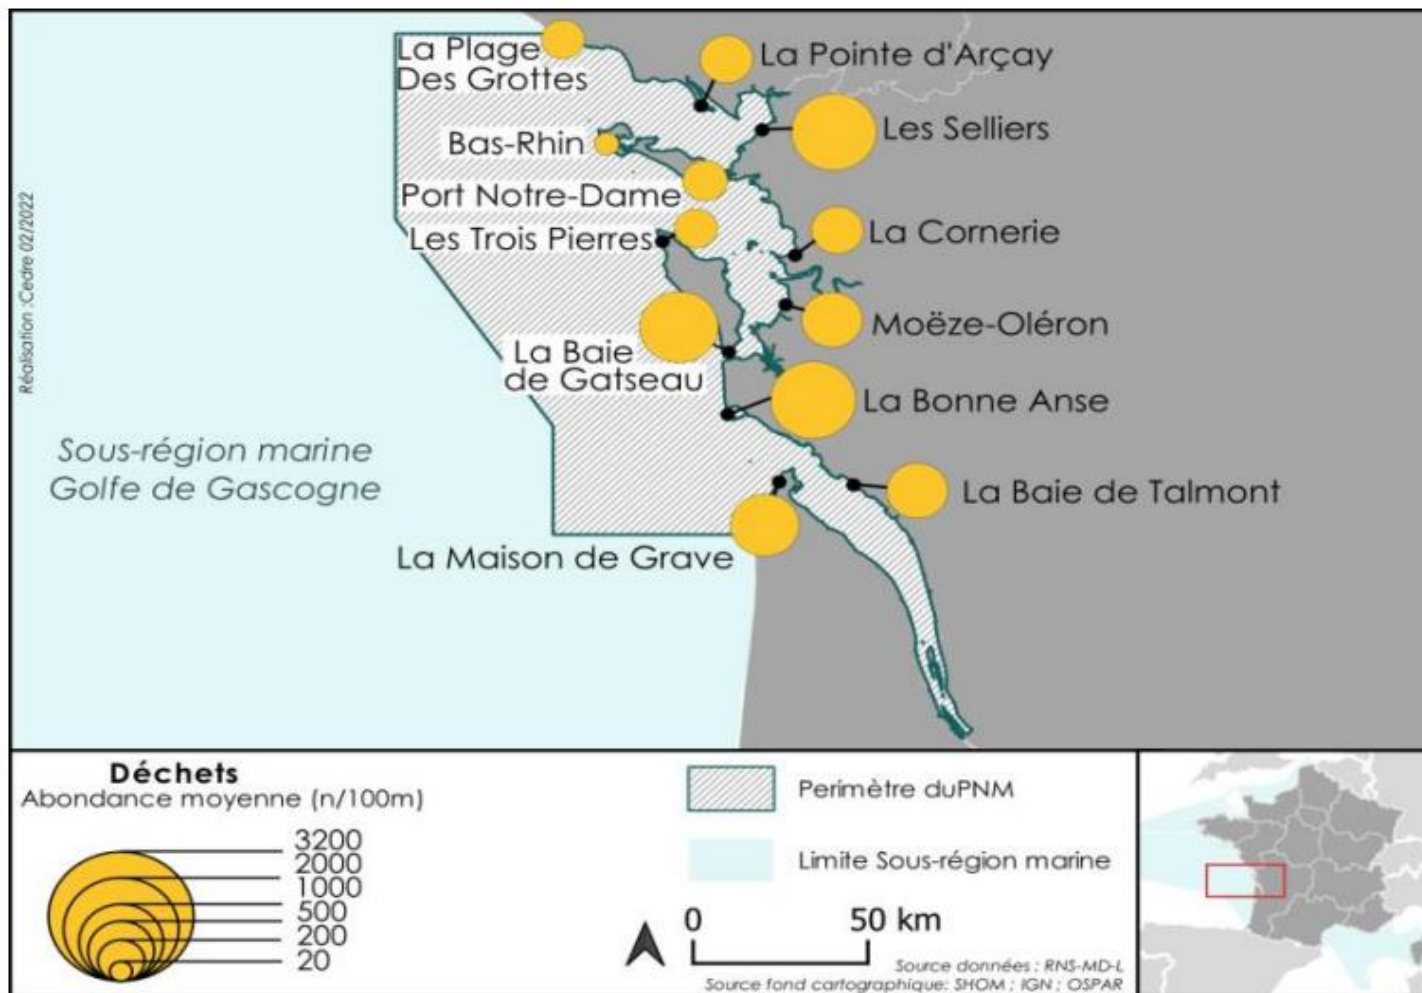 La Plage
Des Grottes
La Pointe d'Arçay
Les Selliers
Bas-Rhin
Port Notre-Dame
Les Trois Pierres
La Cornerie
Moëze-Oléron
La Baie
de Gatseau
La Bonne Anse
La Baie de Talmont
La Maison de Grave
Sous-région marine
Golfe de Gascogne
Réalisation :Cedre 02/2022
Déchets
Abondance moyenne (n/100m)
3200
2000
1000
500
200
20
Perimètre duPNM
Limite Sous-région marine
0 50 km
Source données : RNS-MD-L
Source fond cartographique: SHOM ; IGN ; OSPAR